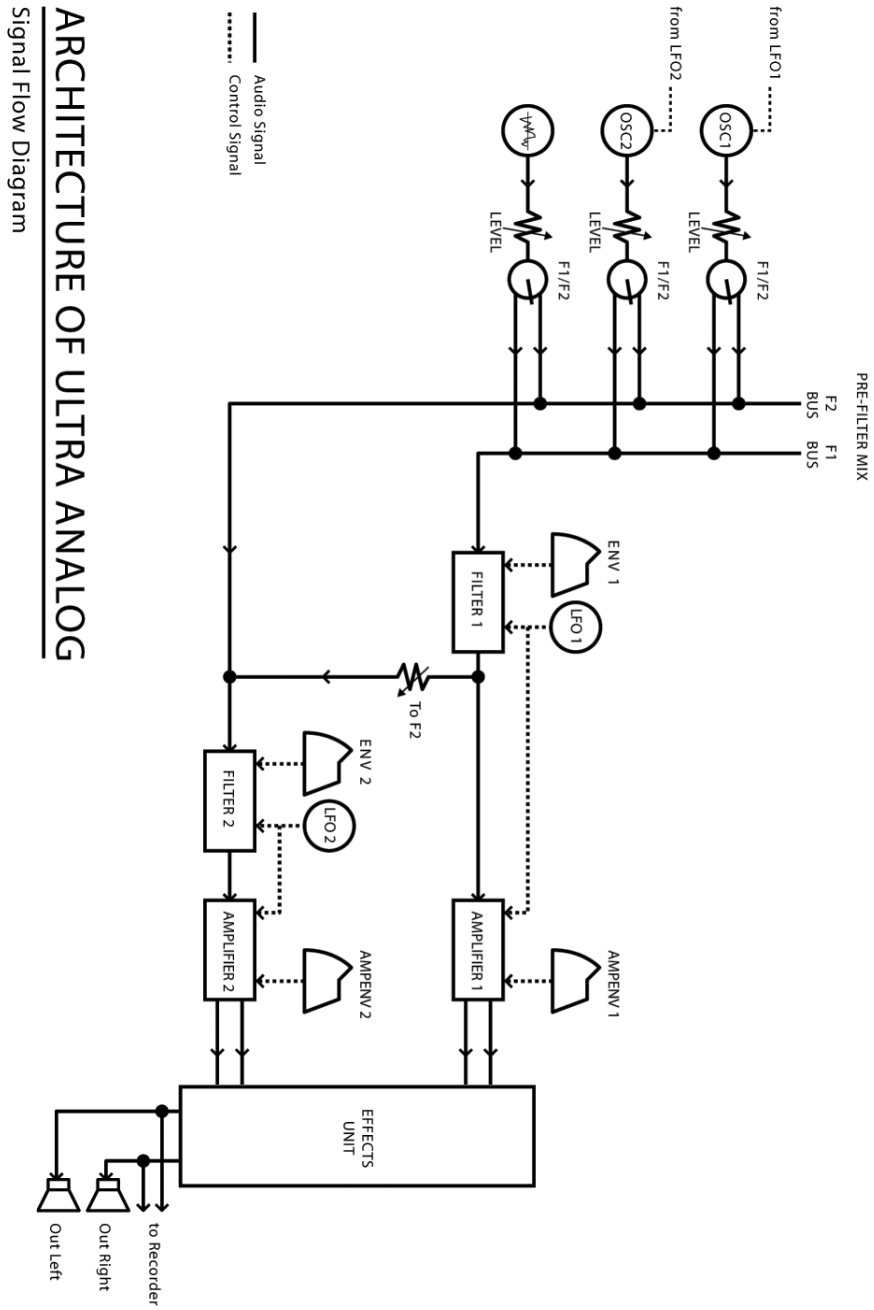 ARCHITECTURE OF ULTRA ANALOG
Signal Flow Diagram
Audio Signal
Control Signal
from LFO1
from LFO2
OSC1
OSC2
LEVEL
LEVEL
LEVEL
F1/F2
F1/F2
F1/F2
PRE-FILTER MIX
F2
BUS
F1
BUS
ENV 1
LFO 1
FILTER 1
To F2
ENV 2
LFO 2
FILTER 2
AMPENV 1
AMPLIFIER 1
AMPENV 2
AMPLIFIER 2
EFFECTS
UNIT
to Recorder
Out Right
Out Left